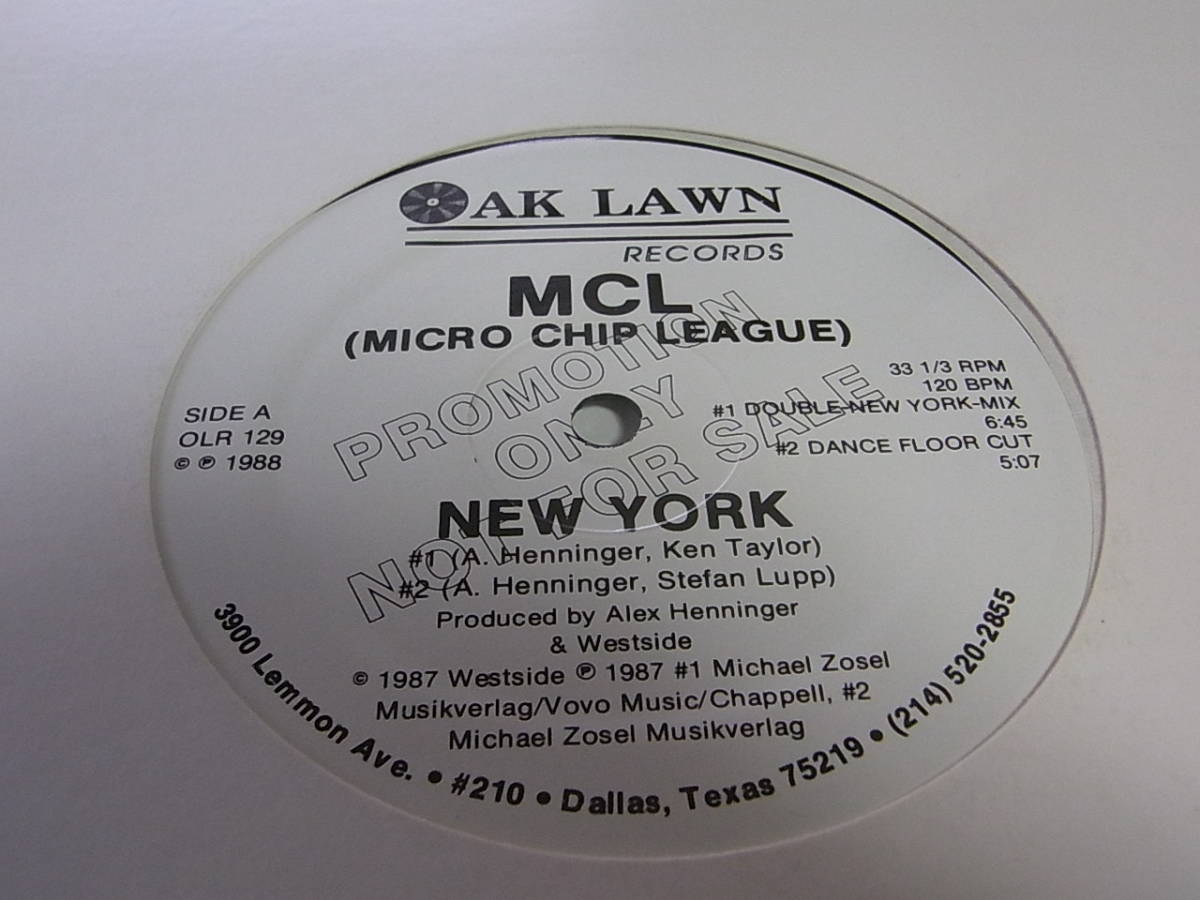 OAK LAWN
RECORDS
MCL
(MICRO CHIP LEAGUE)
PROMOTION
ONLY
NOT FOR SALE
33 1/3 RPM
120 BPM
#1 DOUBLE-NEW YORK-MIX
6:45
#2 DANCE FLOOR CUT
5:07
SIDE A
OLR 129
© ℗ 1988
NEW YORK
#1 (A. Henninger, Ken Taylor)
#2 (A. Henninger, Stefan Lupp)
Produced by Alex Henninger
& Westside
© 1987 Westside ℗ 1987 #1 Michael Zosel
Musikverlag/Vovo Music/Chappell, #2
Michael Zosel Musikverlag
3900 Lemmon Ave. • #210 • Dallas, Texas 75219 • (214) 520-2855